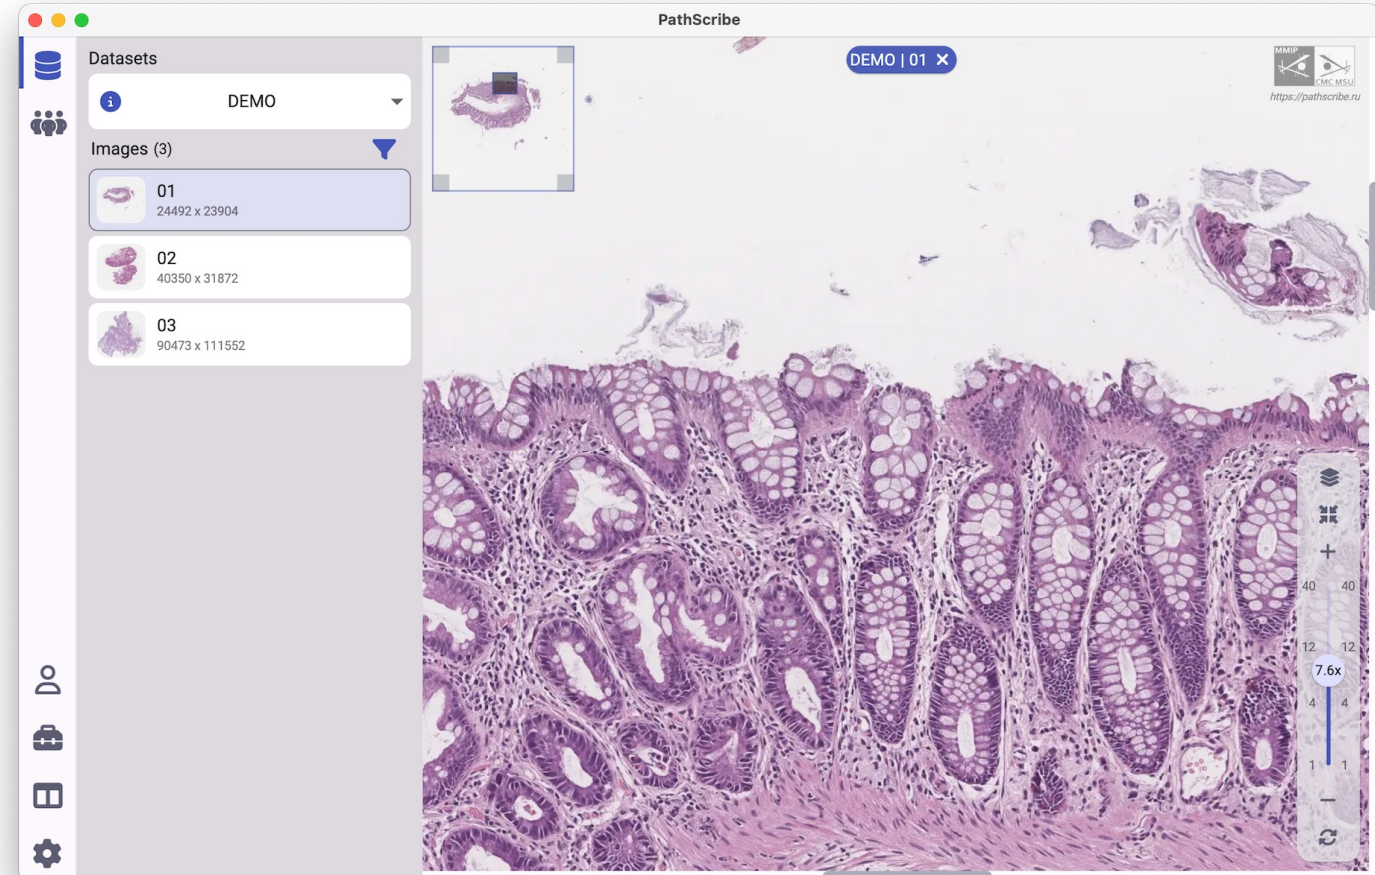 PathScribe
Datasets
DEMO
Images (3)
01
24492 x 23904
02
40350 x 31872
03
90473 x 111552
DEMO | 01
MMIP
CMC MSU
https://pathscribe.ru
40 40
12 12
7.6x
4 4
1 1